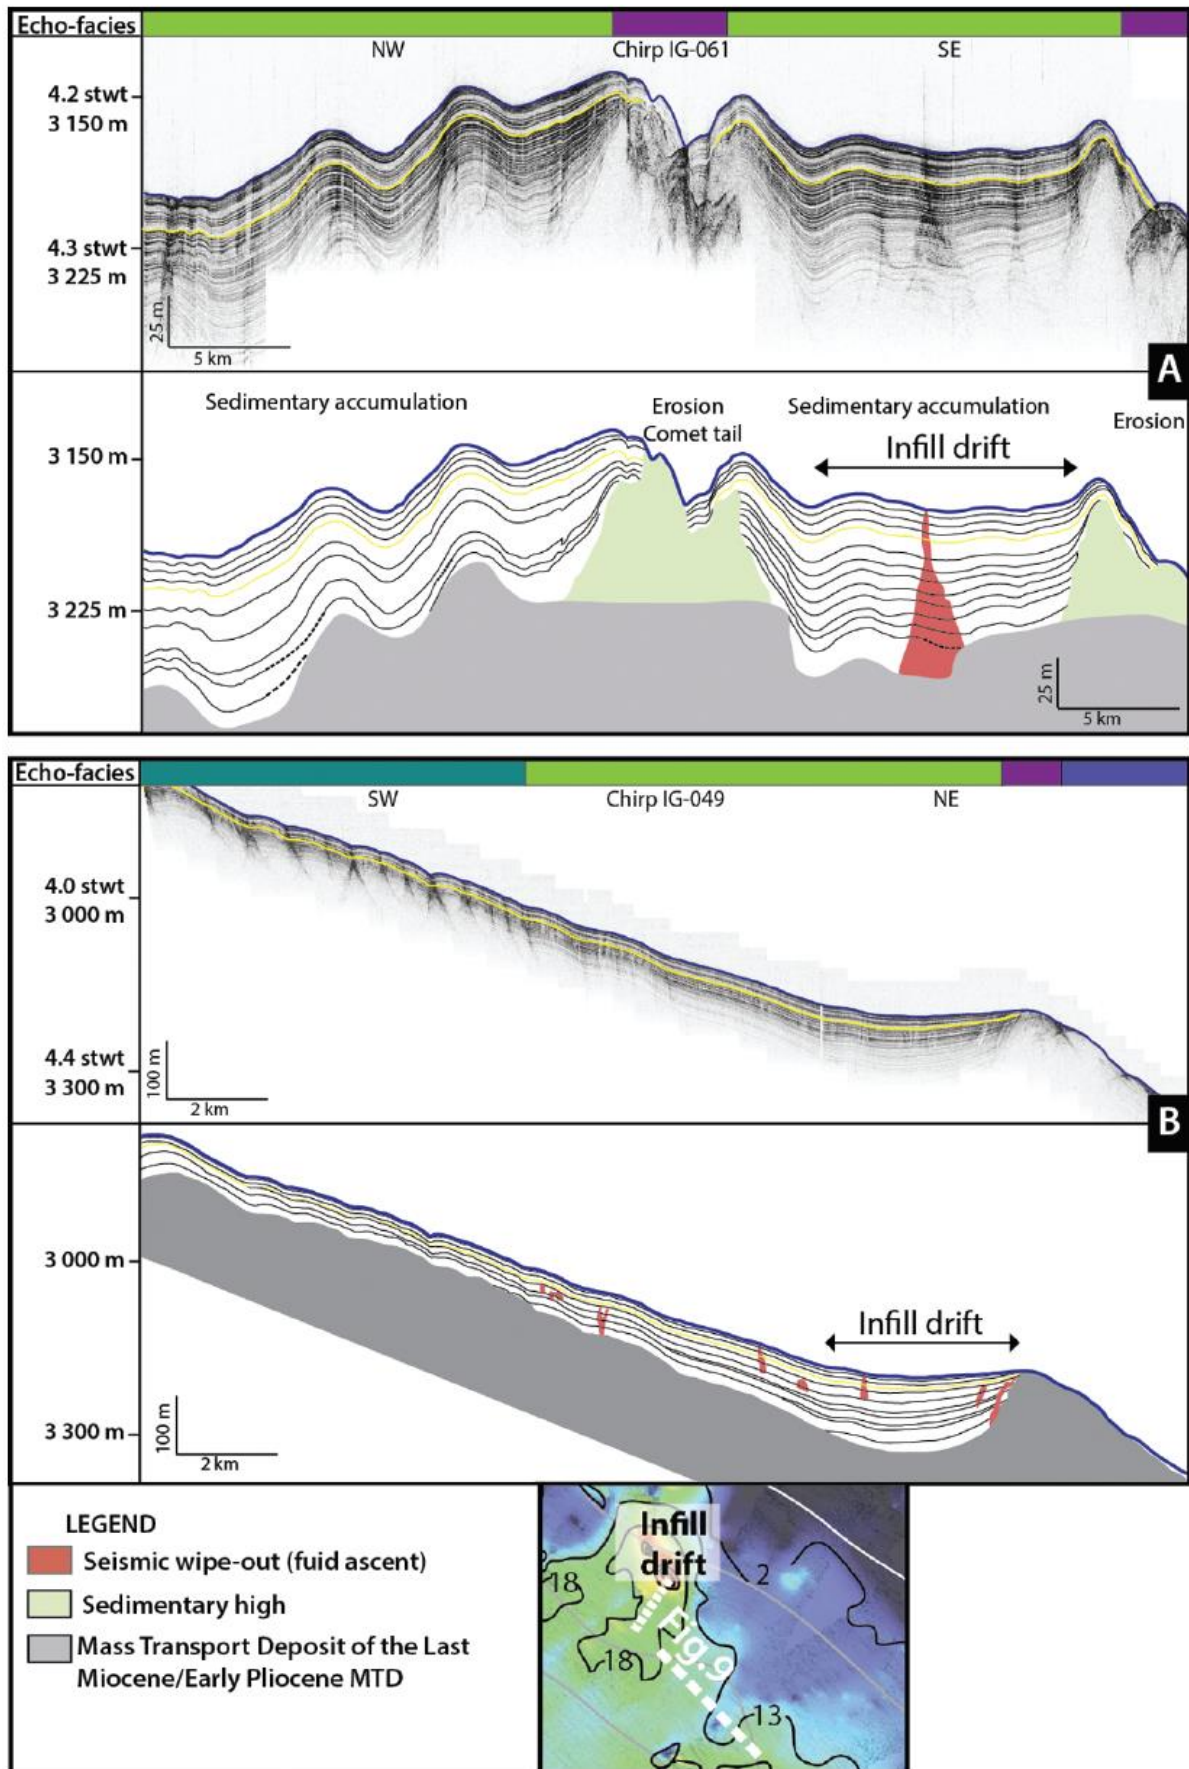 Echo-facies
NW Chirp IG-061 SE
4.2 stwt
3 150 m
4.3 stwt
3 225 m
25 m
5 km
A
Sedimentary accumulation
Erosion
Comet tail
Sedimentary accumulation
Erosion
Infill drift
3 150 m
3 225 m
25 m
5 km
Echo-facies
SW Chirp IG-049 NE
4.0 stwt
3 000 m
4.4 stwt
3 300 m
100 m
2 km
B
3 000 m
Infill drift
3 300 m
100 m
2 km
LEGEND
Seismic wipe-out (fuid ascent)
Sedimentary high
Mass Transport Deposit of the Last
Miocene/Early Pliocene MTD
Infill
drift
2
18
Fig.9
18
13